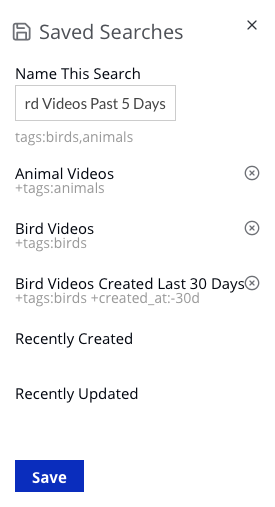 Saved Searches
Name This Search
rd Videos Past 5 Days
tags:birds,animals
Animal Videos
+tags:animals
Bird Videos
+tags:birds
Bird Videos Created Last 30 Days
+tags:birds +created_at:-30d
Recently Created
Recently Updated
Save